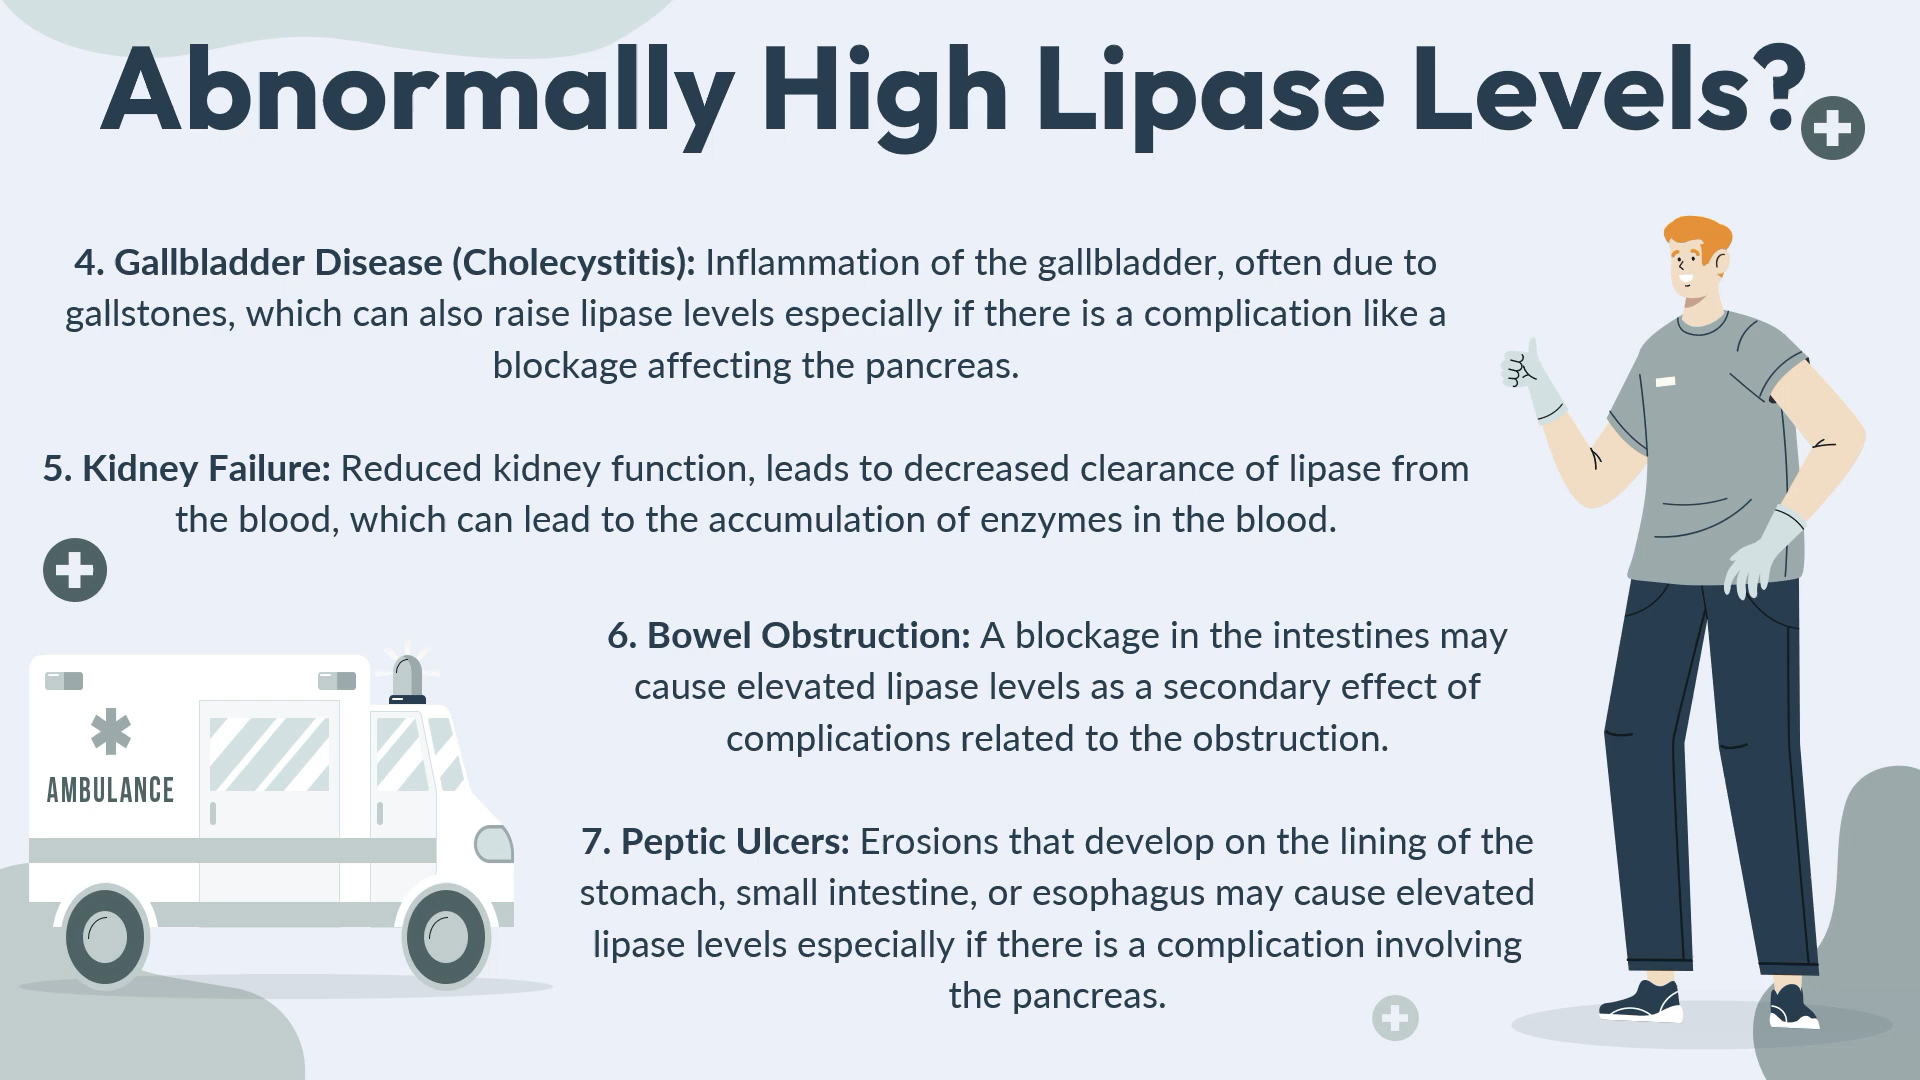 Abnormally High Lipase Levels?
4. Gallbladder Disease (Cholecystitis): Inflammation of the gallbladder, often due to
gallstones, which can also raise lipase levels especially if there is a complication like a
blockage affecting the pancreas.
5. Kidney Failure: Reduced kidney function, leads to decreased clearance of lipase from
the blood, which can lead to the accumulation of enzymes in the blood.
6. Bowel Obstruction: A blockage in the intestines may
cause elevated lipase levels as a secondary effect of
complications related to the obstruction.
AMBULANCE
7. Peptic Ulcers: Erosions that develop on the lining of the
stomach, small intestine, or esophagus may cause elevated
lipase levels especially if there is a complication involving
the pancreas.